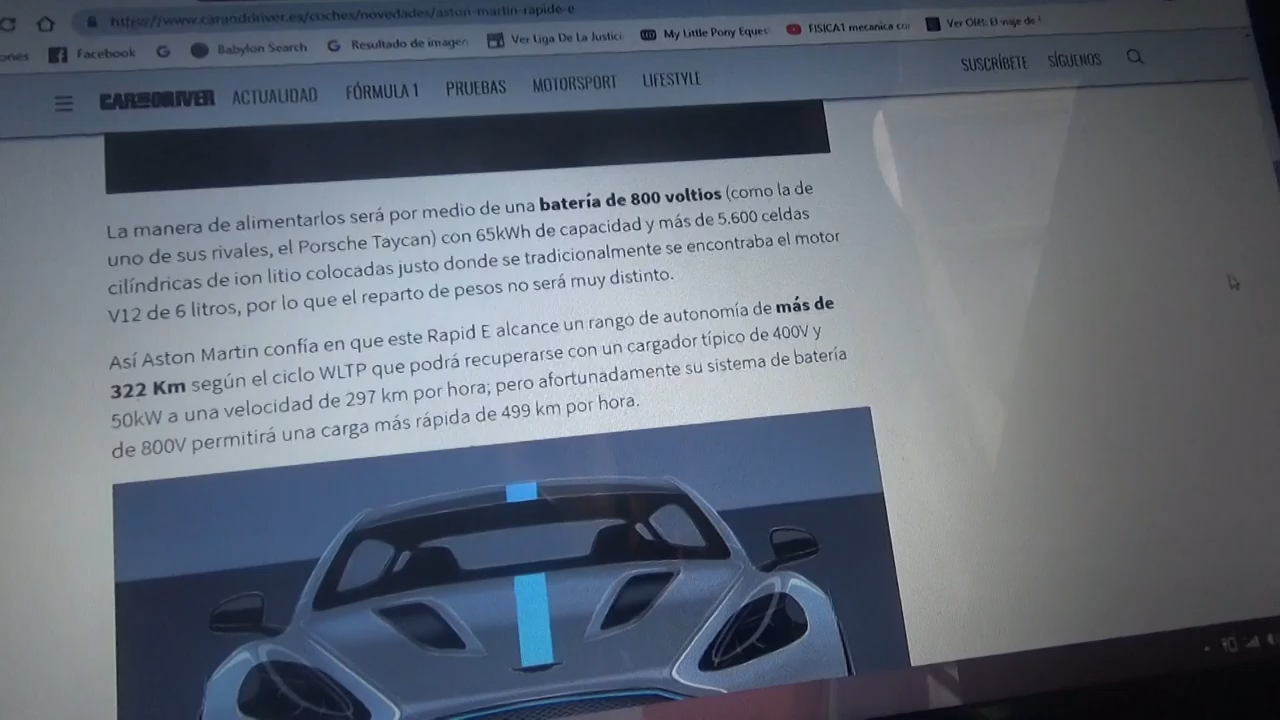 https://www.caranddriver.es/coches/novedades/aston-martin-rapide-e
ones Facebook Babylon Search Resultado de imagen Ver Liga De La Justici My Little Pony Eques FISICA1 mecanica cor Ver
CAR AND DRIVER ACTUALIDAD FÓRMULA 1 PRUEBAS MOTORSPORT LIFESTYLE SUSCRÍBETE SÍGUENOS
La manera de alimentarlos será por medio de una batería de 800 voltios (como la de
uno de sus rivales, el Porsche Taycan) con 65kWh de capacidad y más de 5.600 celdas
cilíndricas de ion litio colocadas justo donde se tradicionalmente se encontraba el motor
V12 de 6 litros, por lo que el reparto de pesos no será muy distinto.
Así Aston Martin confía en que este Rapid E alcance un rango de autonomía de más de
322 Km según el ciclo WLTP que podrá recuperarse con un cargador típico de 400V y
50kW a una velocidad de 297 km por hora; pero afortunadamente su sistema de batería
de 800V permitirá una carga más rápida de 499 km por hora.